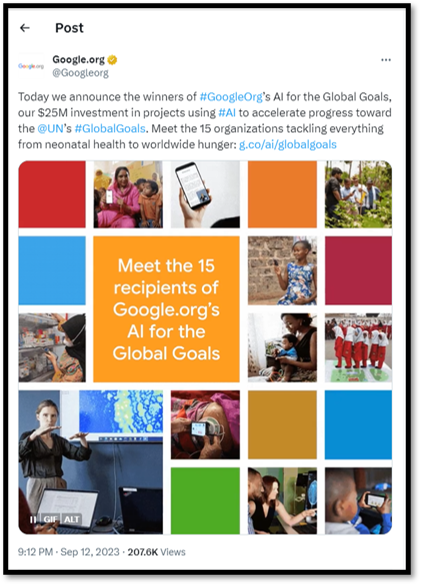 Post
Google.org
Google.org
@Googleorg
Today we announce the winners of #GoogleOrg's AI for the Global Goals,
our $25M investment in projects using #AI to accelerate progress toward
the @UN's #GlobalGoals. Meet the 15 organizations tackling everything
from neonatal health to worldwide hunger: g.co/ai/globalgoals
Meet the 15
recipients of
Google.org's
AI for the
Global Goals
GIF ALT
9:12 PM · Sep 12, 2023 · 207.6K Views